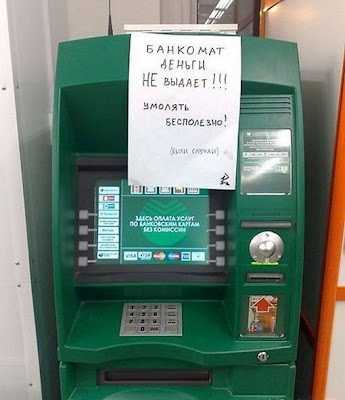 БАНКОМАТ
ДЕНЬГИ
НЕ ВЫДАЕТ!!!
УМОЛЯТЬ
БЕСПОЛЕЗНО!
(БЫЛИ СЛУЧАИ)
ЗДЕСЬ ОПЛАТА УСЛУГ
ПО БАНКОВСКИМ КАРТАМ
БЕЗ КОМИССИИ
VISA